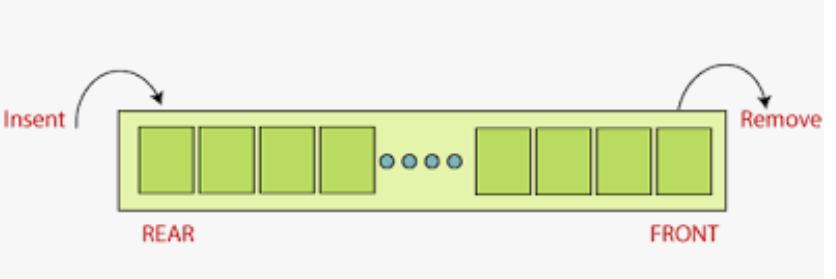 Insent
Remove
REAR
FRONT